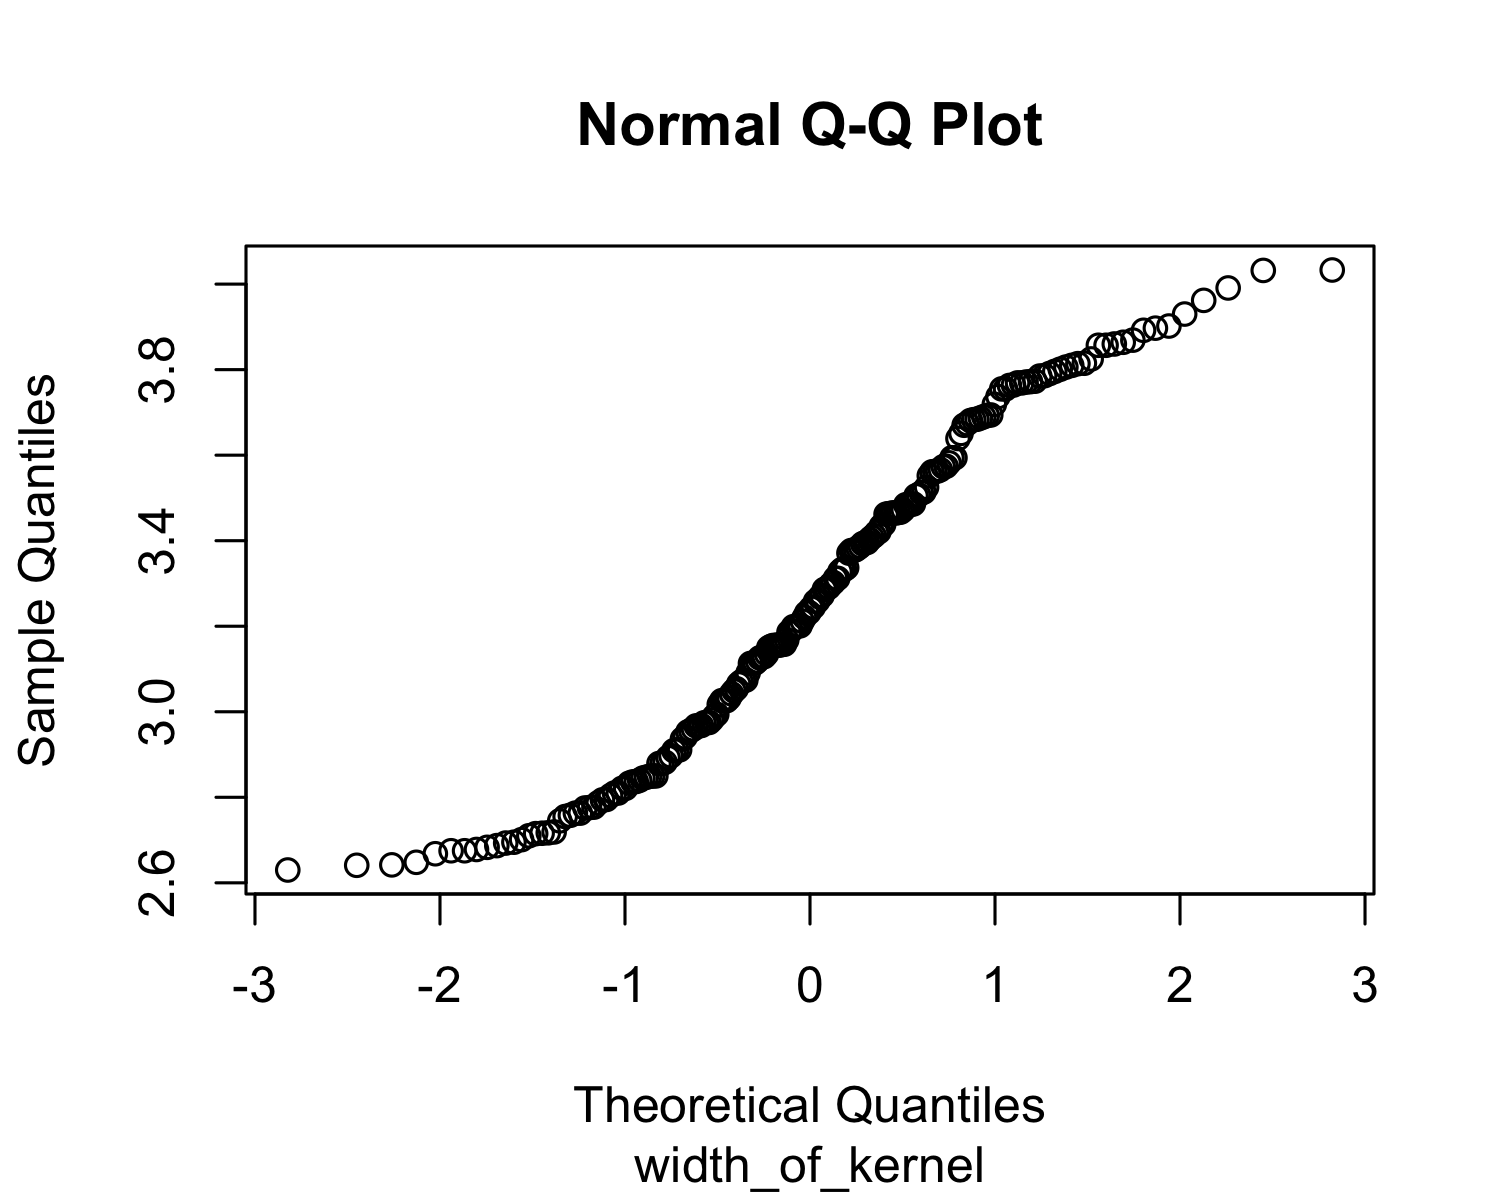 Normal Q-Q Plot
Sample Quantiles
3.8
3.4
3.0
2.6
-3 -2 -1 0 1 2 3
Theoretical Quantiles
width_of_kernel